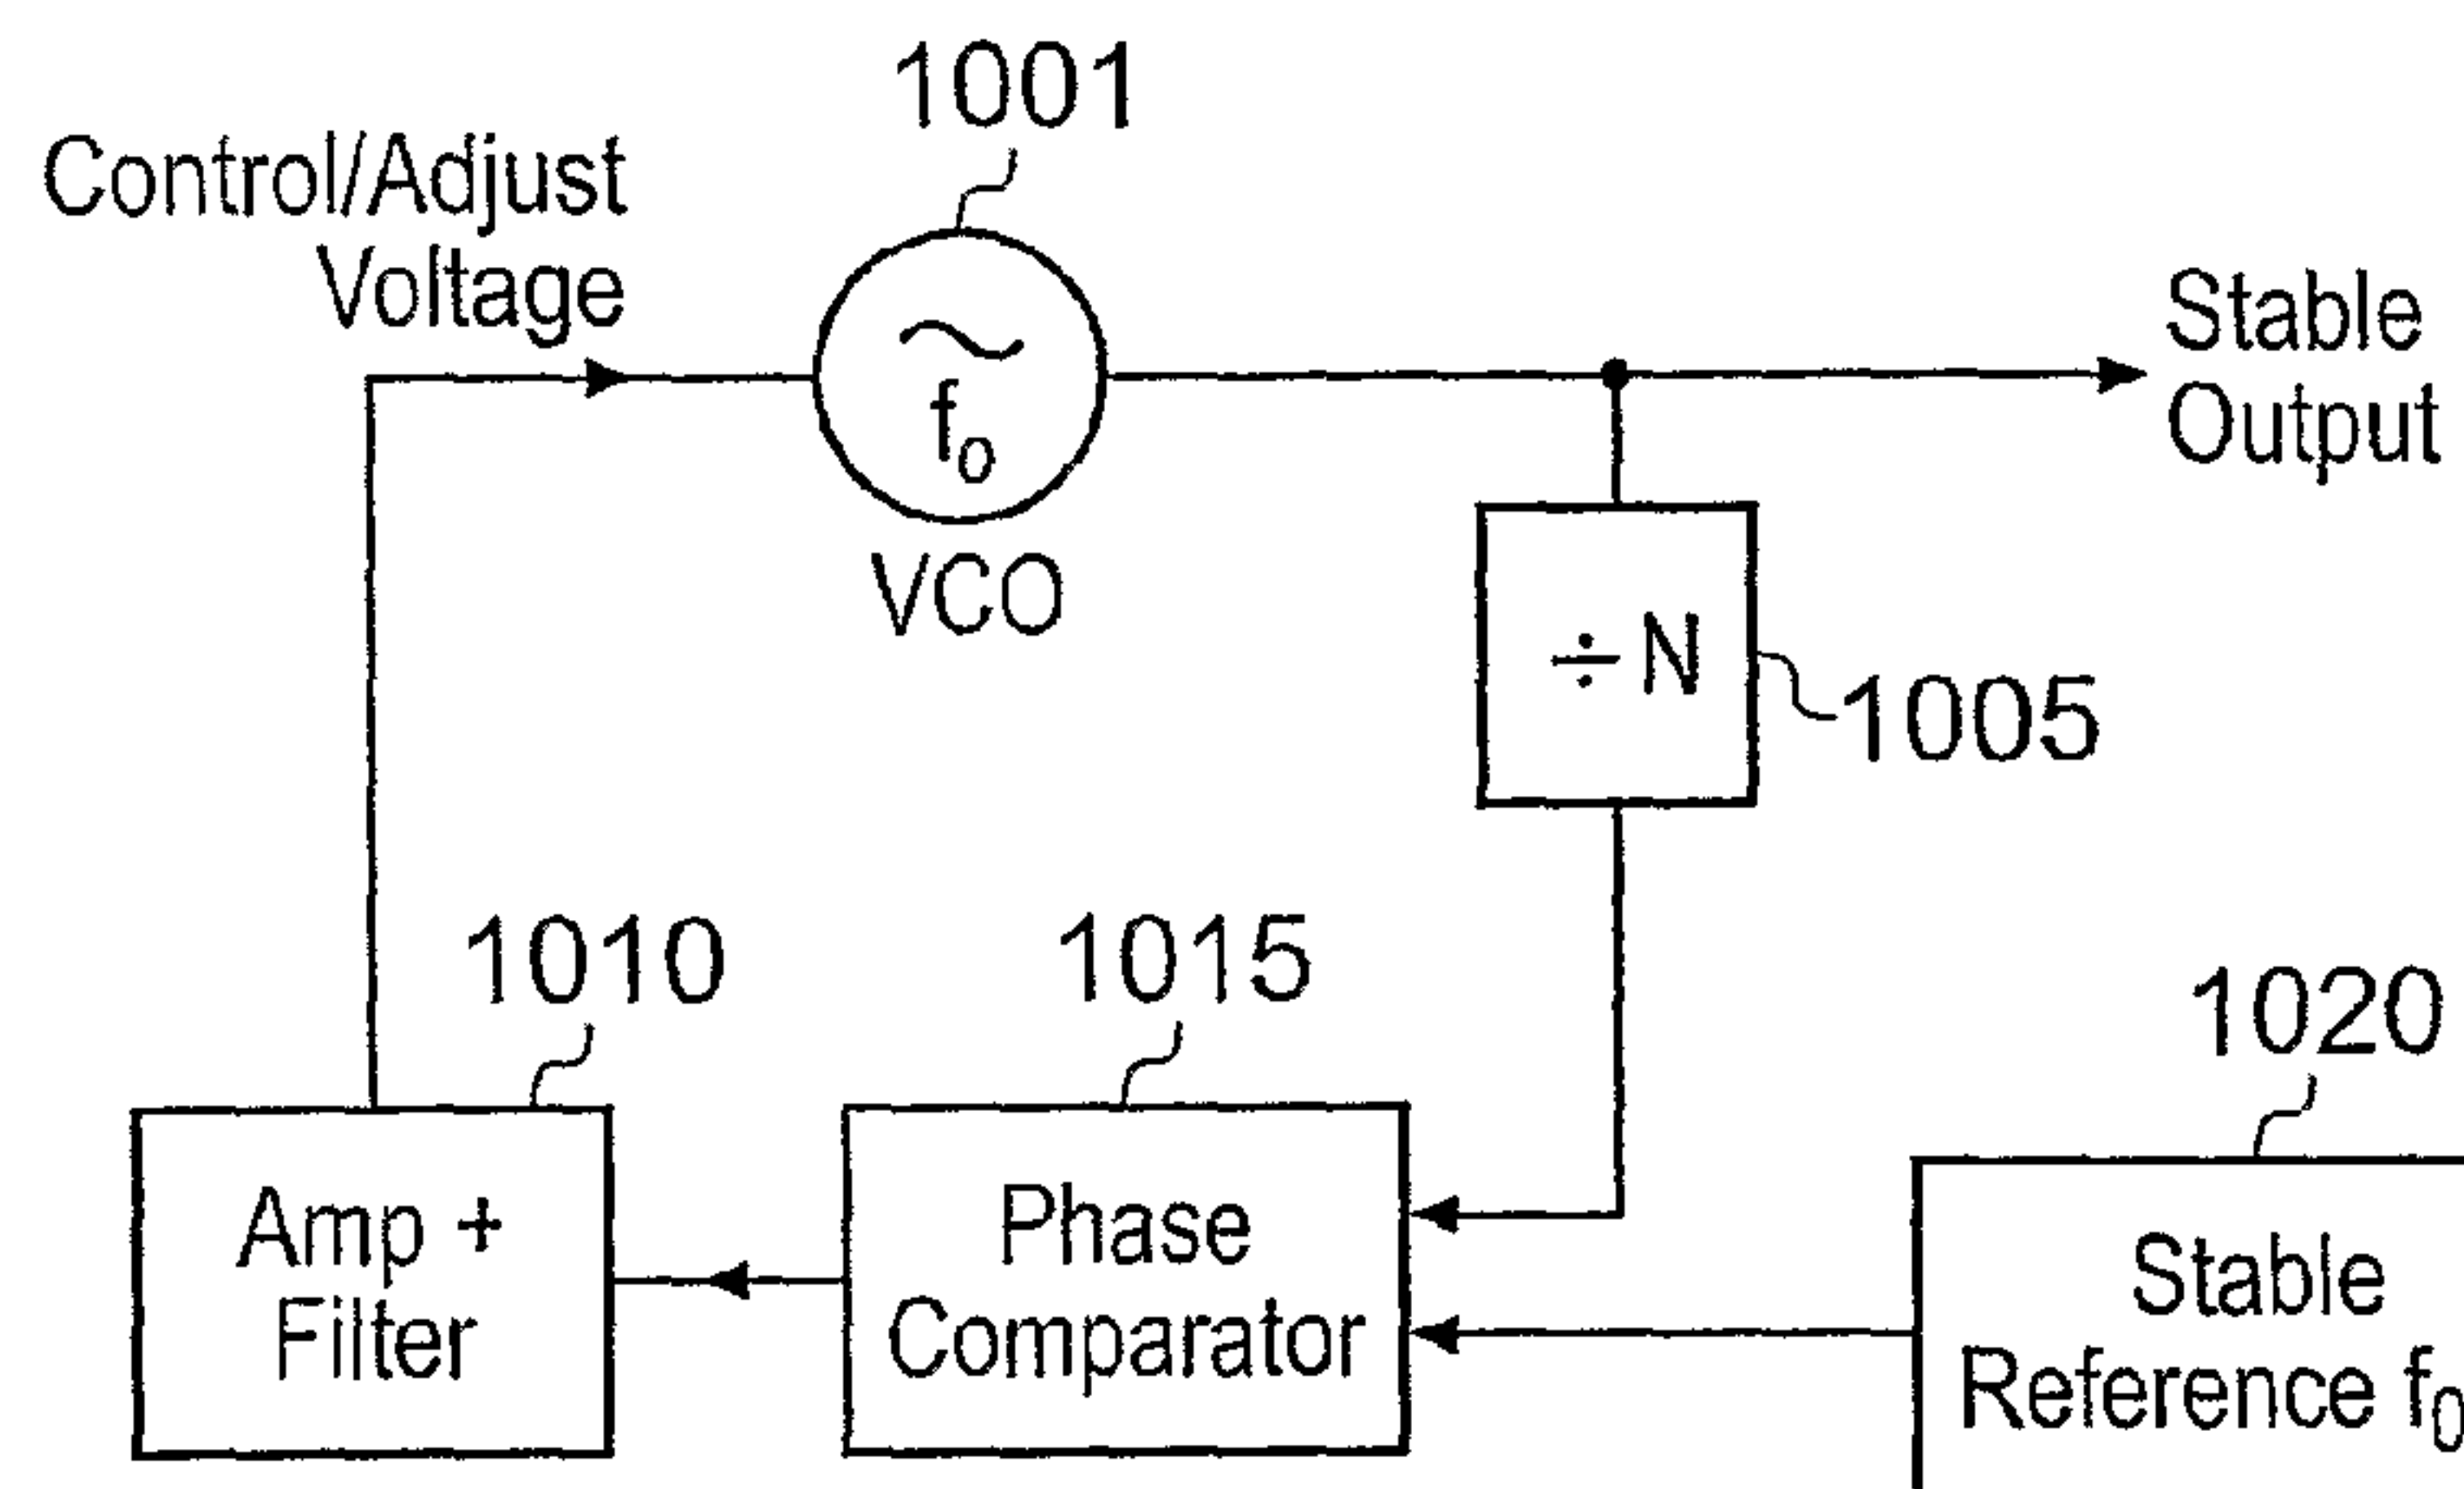 1001
Control/Adjust
Voltage
~
f₀
VCO
Stable
Output
÷ N
1005
1010
Amp +
Filter
1015
Phase
Comparator
1020
Stable
Reference f₀